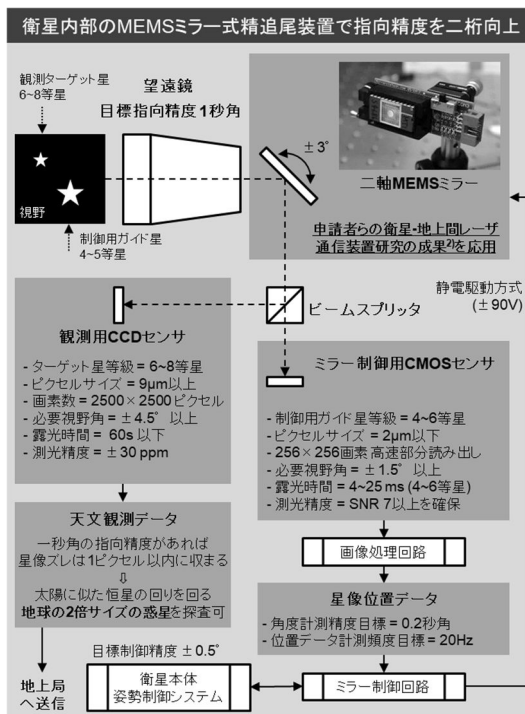 衛星内部のMEMSミラー式精追尾装置で指向精度を二桁向上
観測ターゲット星
6~8等星
視野
制御用ガイド星
4~5等星
望遠鏡
目標指向精度1秒角
±3°
二軸MEMSミラー
申請者らの衛星-地上間レーザ
通信装置研究の成果2)を応用
静電駆動方式
(±90V)
ビームスプリッタ
観測用CCDセンサ
- ターゲット星等級 = 6~8等星
- ピクセルサイズ = 9μm以上
- 画素数 = 2500×2500ピクセル
- 必要視野角 = ±4.5° 以上
- 露光時間 = 60s 以下
- 測光精度 = ±30 ppm
ミラー制御用CMOSセンサ
- 制御用ガイド星等級 = 4~6等星
- ピクセルサイズ = 2μm以下
- 256×256画素 高速部分読み出し
- 必要視野角 = ±1.5° 以上
- 露光時間 = 4~25 ms (4~6等星)
- 測光精度 = SNR 7以上を確保
天文観測データ
一秒角の指向精度があれば
星像ズレは1ピクセル以内に収まる
⇩
太陽に似た恒星の回りを回る
地球の2倍サイズの惑星を探査可
画像処理回路
星像位置データ
- 角度計測精度目標 = 0.2秒角
- 位置データ計測頻度目標 = 20Hz
地上局
へ送信
目標制御精度 ±0.5°
衛星本体
姿勢制御システム
ミラー制御回路